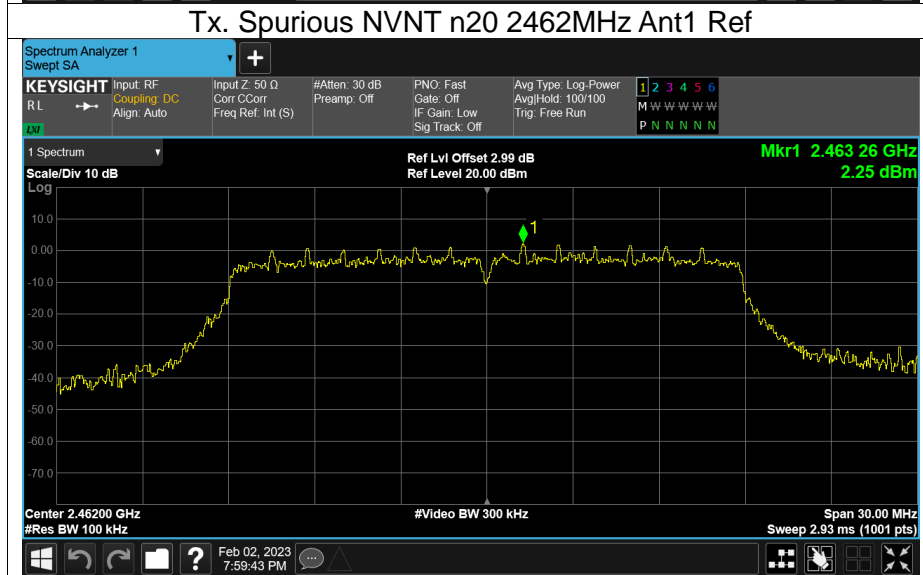 Tx. Spurious NVNT n20 2462MHz Ant1 Ref
Spectrum Analyzer 1
Swept SA
KEYSIGHT
R L
LXI
Input: RF
Coupling: DC
Align: Auto
Input Z: 50 Ω
Corr CCorr
Freq Ref: Int (S)
#Atten: 30 dB
Preamp: Off
PNO: Fast
Gate: Off
IF Gain: Low
Sig Track: Off
Avg Type: Log-Power
Avg|Hold: 100/100
Trig: Free Run
1 2 3 4 5 6
M W W W W W
P N N N N N
1 Spectrum
Scale/Div 10 dB
Ref Lvl Offset 2.99 dB
Ref Level 20.00 dBm
Mkr1 2.463 26 GHz
2.25 dBm
Log
10.0
0.00
-10.0
-20.0
-30.0
-40.0
-50.0
-60.0
-70.0
1
Center 2.46200 GHz
#Res BW 100 kHz
#Video BW 300 kHz
Span 30.00 MHz
Sweep 2.93 ms (1001 pts)
?
Feb 02, 2023
7:59:43 PM